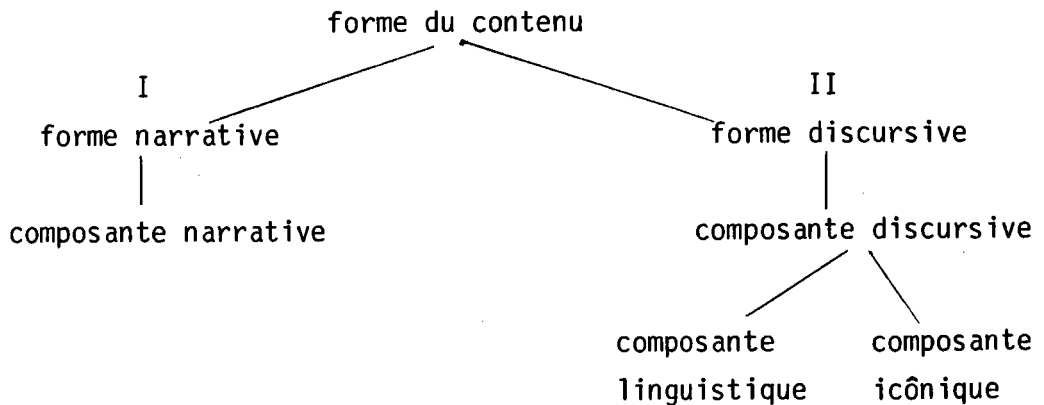 forme du contenu
I
II
forme narrative
forme discursive
composante narrative
composante discursive
composante
linguistique
composante
icônique